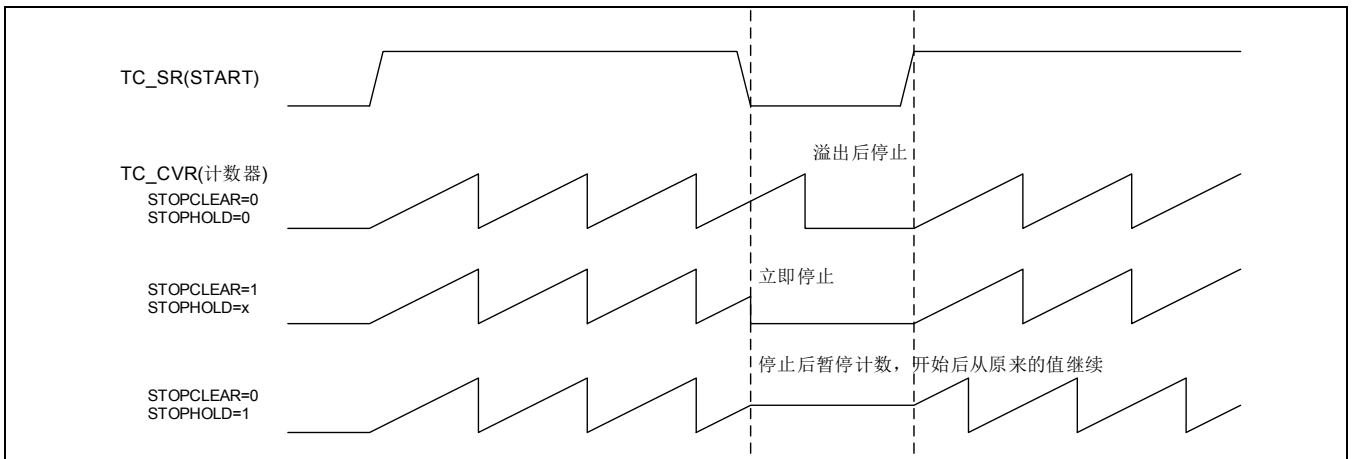 TC_SR(START)
溢出后停止
TC_CVR(计数器)
STOPCLEAR=0
STOPHOLD=0
立即停止
STOPCLEAR=1
STOPHOLD=x
停止后暂停计数，开始后从原来的值继续
STOPCLEAR=0
STOPHOLD=1